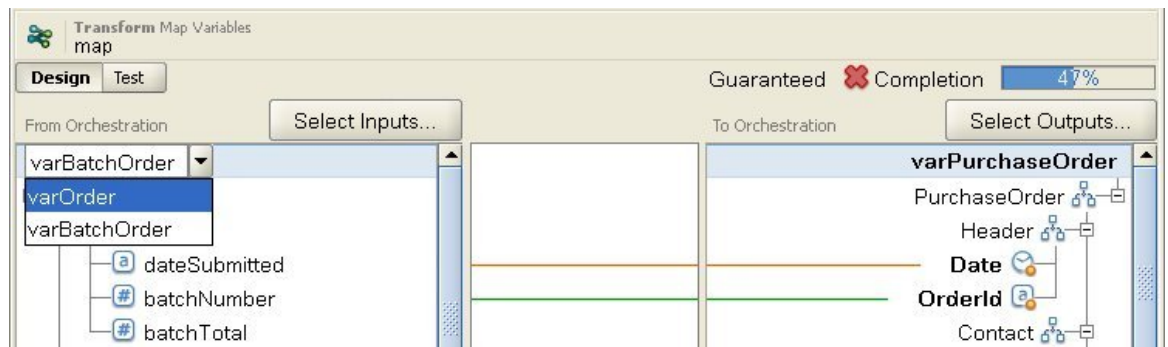 Transform Map Variables
map
Design Test Guaranteed Completion 47%
From Orchestration Select Inputs... To Orchestration Select Outputs...
varBatchOrder varPurchaseOrder
varOrder PurchaseOrder
varBatchOrder Header
dateSubmitted Date
batchNumber OrderId
batchTotal Contact